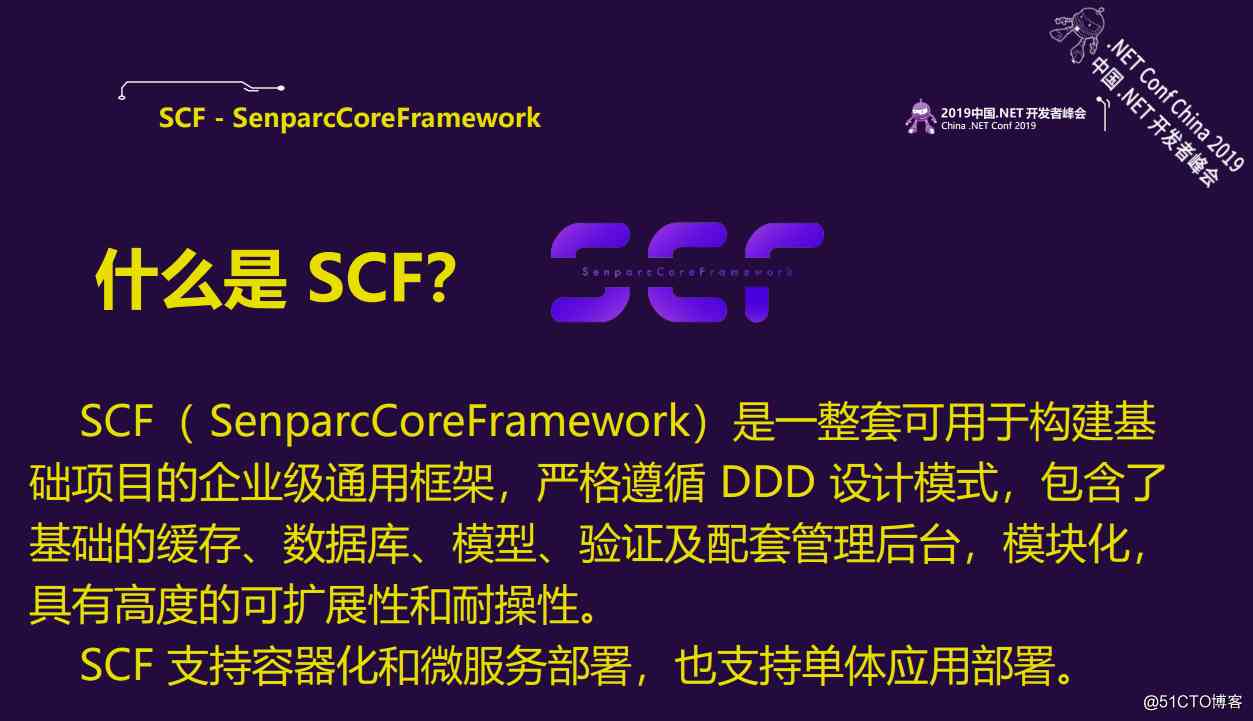 SCF - SenparcCoreFramework
2019中国.NET 开发者峰会
China .NET Conf 2019
.NET Conf China 2019
中国 .NET 开发者峰会
什么是 SCF？
SCF
SenparcCoreFramework
SCF（ SenparcCoreFramework）是一整套可用于构建基
础项目的企业级通用框架，严格遵循 DDD 设计模式，包含了
基础的缓存、数据库、模型、验证及配套管理后台，模块化，
具有高度的可扩展性和耐操性。
SCF 支持容器化和微服务部署，也支持单体应用部署。
@51CTO博客